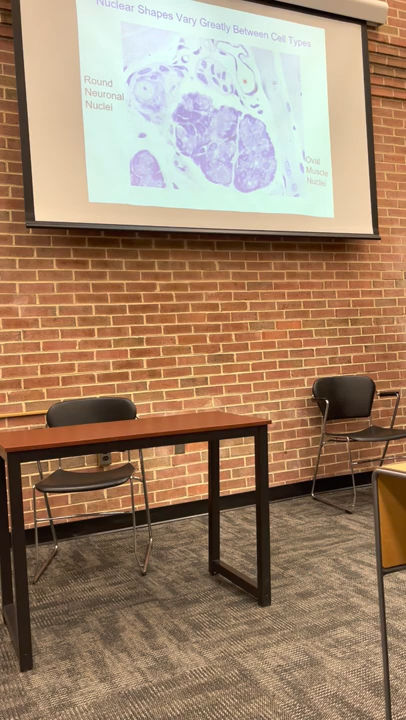 Nuclear Shapes Vary Greatly Between Cell Types
Round
Neuronal
Nuclei
Oval
Muscle
Nuclei